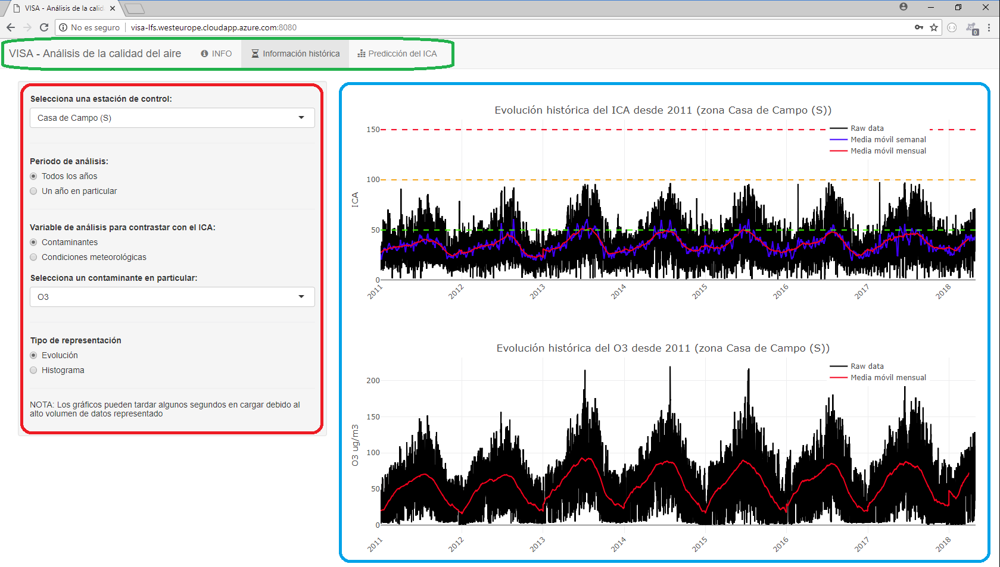 VISA - Análisis de la calid
No es seguro
visa-lfs.westeurope.cloudapp.azure.com:8080
0
VISA - Análisis de la calidad del aire
INFO
Información histórica
Predicción del ICA
Selecciona una estación de control:
Casa de Campo (S)
Periodo de análisis:
Todos los años
Un año en particular
Variable de análisis para contrastar con el ICA:
Contaminantes
Condiciones meteorológicas
Selecciona un contaminante en particular:
O3
Tipo de representación
Evolución
Histograma
NOTA: Los gráficos pueden tardar algunos segundos en cargar debido al
alto volumen de datos representado
Evolución histórica del ICA desde 2011 (zona Casa de Campo (S))
Raw data
Media móvil semanal
Media móvil mensual
150
100
50
0
ICA
2011
2012
2013
2014
2015
2016
2017
2018
Evolución histórica del O3 desde 2011 (zona Casa de Campo (S))
Raw data
Media móvil mensual
200
150
100
50
0
O3 ug/m3
2011
2012
2013
2014
2015
2016
2017
2018